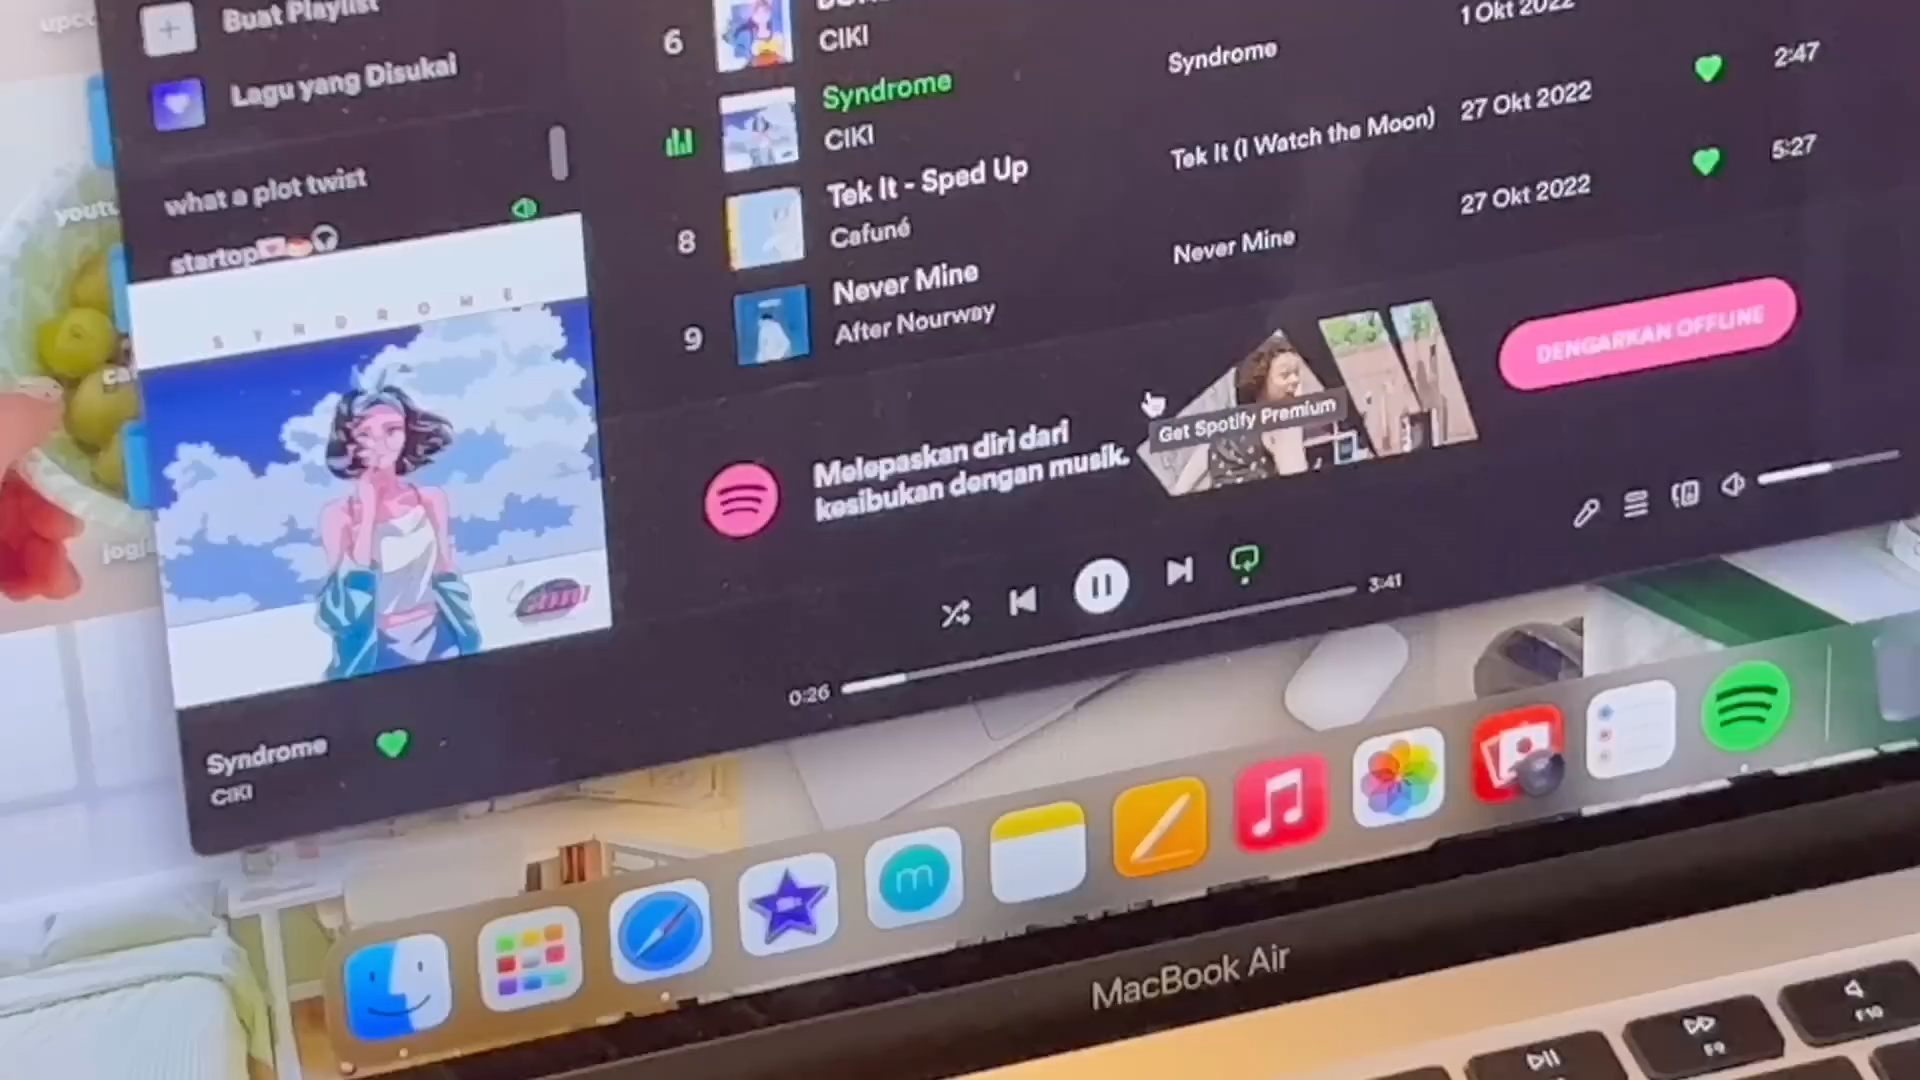 Buat Playlist
Lagu yang Disukai
what a plot twist
startop
S Y N D R O M E
Syndrome
CIKI
6
CIKI
1 Okt 2022
Syndrome
CIKI
Syndrome
27 Okt 2022
2:47
8
Tek It - Sped Up
Cafuné
Tek It (I Watch the Moon)
27 Okt 2022
5:27
9
Never Mine
After Nourway
Never Mine
Melepaskan diri dari
kesibukan dengan musik.
Get Spotify Premium
DENGARKAN OFFLINE
0:26
3:41
m
MacBook Air
F9
F10